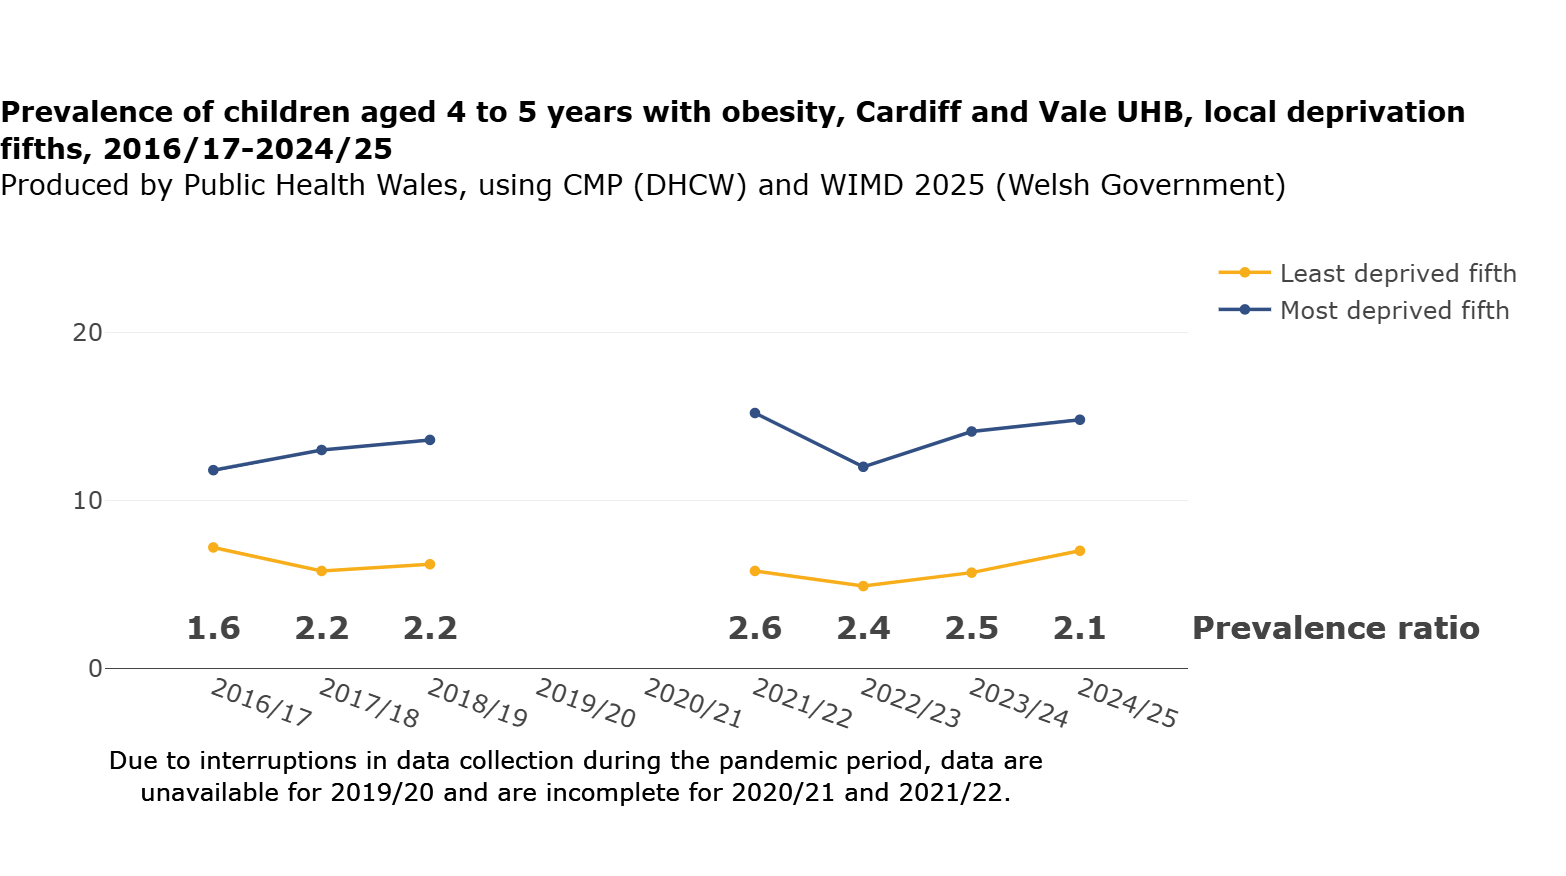 Prevalence of children aged 4 to 5 years with obesity, Cardiff and Vale UHB, local deprivation
fifths, 2016/17-2024/25
Produced by Public Health Wales, using CMP (DHCW) and WIMD 2025 (Welsh Government)
Least deprived fifth
Most deprived fifth
20
10
0
1.6 2.2 2.2 2.6 2.4 2.5 2.1 Prevalence ratio
2016/17 2017/18 2018/19 2019/20 2020/21 2021/22 2022/23 2023/24 2024/25
Due to interruptions in data collection during the pandemic period, data are
unavailable for 2019/20 and are incomplete for 2020/21 and 2021/22.